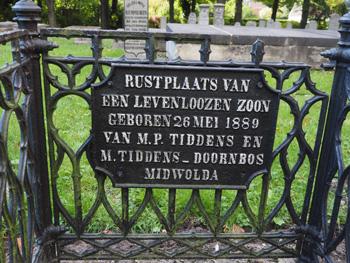 RUSTPLAATS VAN
EEN LEVENLOOZEN ZOON
GEBOREN 26 MEI 1889
VAN M.P. TIDDENS EN
M. TIDDENS-DOORNBOS
MIDWOLDA